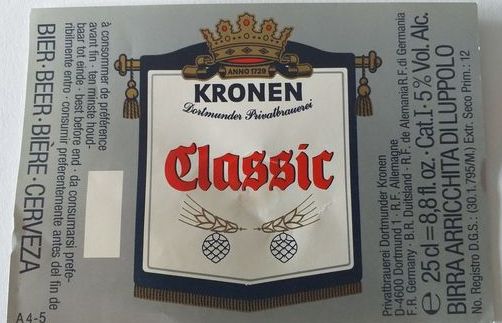 à consommer de préférence
avant fin · ten minste houd-
baar tot einde · best before end · da consumarsi prefe-
ribilmente entro · consumir preferentemente antes del fin de
BIER · BEER · BIÈRE · CERVEZA
A4-5
ANNO 1729
KRONEN
Dortmunder Privatbrauerei
Classic
Privatbrauerei Dortmunder Kronen
D-4600 Dortmund 1 · R.F. Allemagne
F.R. Germany · B.R. Duitsland · R.F. de Alemania R.F. di Germania
e 25 cl = 8,8 fl.oz. · Cat.I · 5 % Vol. Alc.
BIRRA ARRICCHITA DI LUPPOLO
No. Registro D.G.S.: (30.1.795/M.) Extr. Seco Prim.: 12